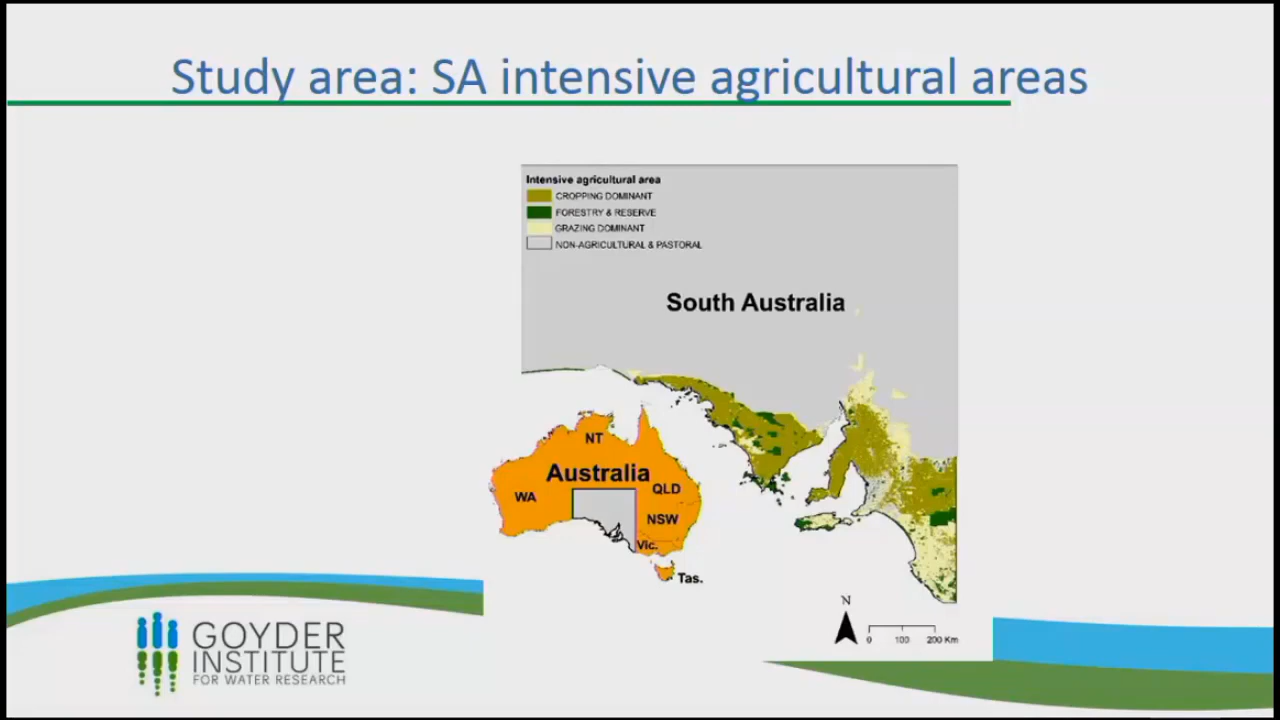 Study area: SA intensive agricultural areas
Intensive agricultural area
CROPPING DOMINANT
FORESTRY & RESERVE
GRAZING DOMINANT
NON-AGRICULTURAL & PASTORAL
South Australia
NT
Australia
WA
QLD
NSW
Vic.
Tas.
N
0 100 200 Km
GOYDER
INSTITUTE
FOR WATER RESEARCH